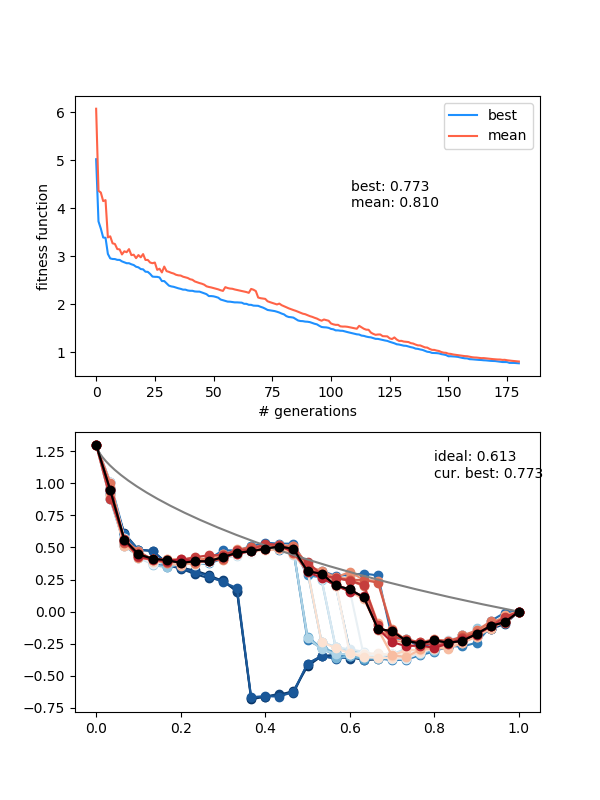 6
5
4
3
2
1
fitness function
best
mean
best: 0.773
mean: 0.810
0 25 50 75 100 125 150 175
# generations
1.25
1.00
0.75
0.50
0.25
0.00
−0.25
−0.50
−0.75
ideal: 0.613
cur. best: 0.773
0.0 0.2 0.4 0.6 0.8 1.0